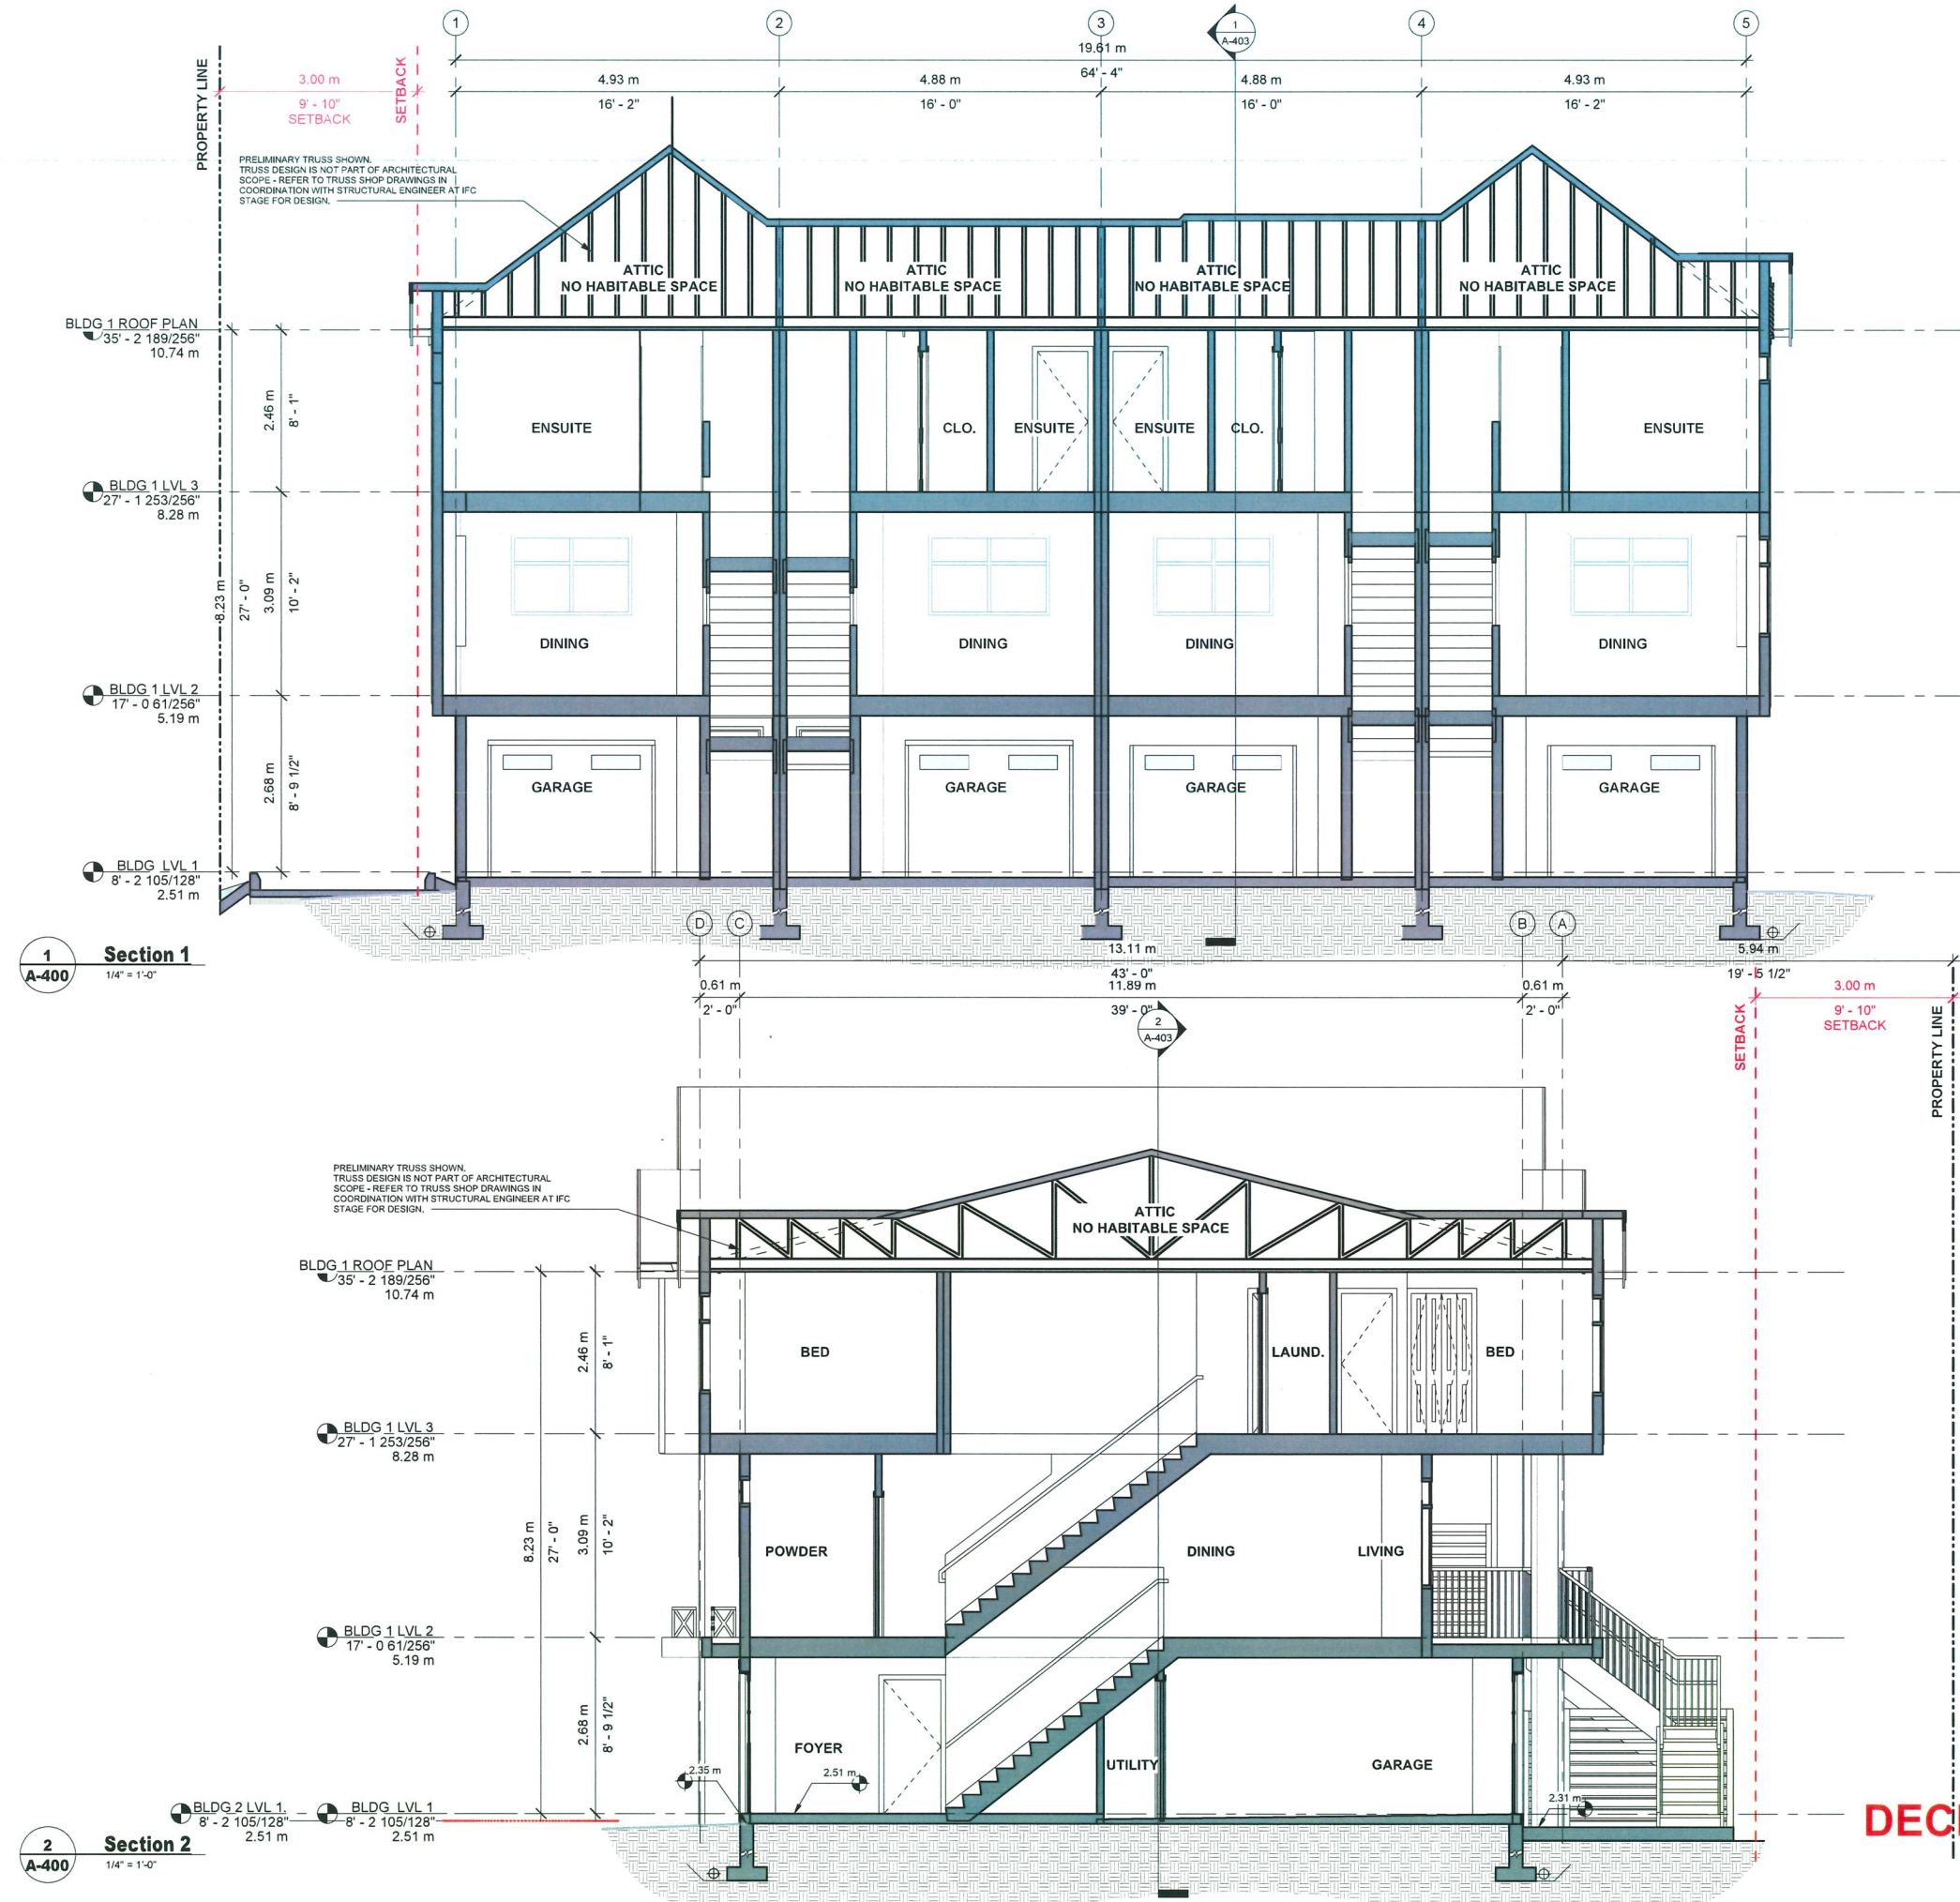 1
2
3
1
A-403
4
5
PROPERTY LINE
3.00 m
9' - 10"
SETBACK
SETBACK
19.61 m
64' - 4"
4.93 m
16' - 2"
4.88 m
16' - 0"
4.88 m
16' - 0"
4.93 m
16' - 2"
PRELIMINARY TRUSS SHOWN.
TRUSS DESIGN IS NOT PART OF ARCHITECTURAL
SCOPE - REFER TO TRUSS SHOP DRAWINGS IN
COORDINATION WITH STRUCTURAL ENGINEER AT IFC
STAGE FOR DESIGN.
ATTIC
NO HABITABLE SPACE
ATTIC
NO HABITABLE SPACE
ATTIC
NO HABITABLE SPACE
ATTIC
NO HABITABLE SPACE
BLDG 1 ROOF PLAN
35' - 2 189/256"
10.74 m
2.46 m
8' - 1"
ENSUITE
CLO.
ENSUITE
ENSUITE
CLO.
ENSUITE
BLDG 1 LVL 3
27' - 1 253/256"
8.28 m
8.23 m
27' - 0"
3.09 m
10' - 2"
DINING
DINING
DINING
DINING
BLDG 1 LVL 2
17' - 0 61/256"
5.19 m
2.68 m
8' - 9 1/2"
GARAGE
GARAGE
GARAGE
GARAGE
BLDG LVL 1
8' - 2 105/128"
2.51 m
1
A-400
Section 1
1/4" = 1'-0"
D
C
B
A
13.11 m
43' - 0"
5.94 m
19' - 5 1/2"
0.61 m
2' - 0"
11.89 m
39' - 0"
0.61 m
2' - 0"
3.00 m
9' - 10"
SETBACK
SETBACK
PROPERTY LINE
2
A-403
PRELIMINARY TRUSS SHOWN.
TRUSS DESIGN IS NOT PART OF ARCHITECTURAL
SCOPE - REFER TO TRUSS SHOP DRAWINGS IN
COORDINATION WITH STRUCTURAL ENGINEER AT IFC
STAGE FOR DESIGN.
ATTIC
NO HABITABLE SPACE
BLDG 1 ROOF PLAN
35' - 2 189/256"
10.74 m
2.46 m
8' - 1"
BED
LAUND.
BED
BLDG 1 LVL 3
27' - 1 253/256"
8.28 m
8.23 m
27' - 0"
3.09 m
10' - 2"
POWDER
DINING
LIVING
BLDG 1 LVL 2
17' - 0 61/256"
5.19 m
2.68 m
8' - 9 1/2"
FOYER
UTILITY
GARAGE
2.35 m
2.51 m
2.31 m
BLDG 2 LVL 1.
8' - 2 105/128"
2.51 m
BLDG LVL 1
8' - 2 105/128"
2.51 m
DEC
2
A-400
Section 2
1/4" = 1'-0"